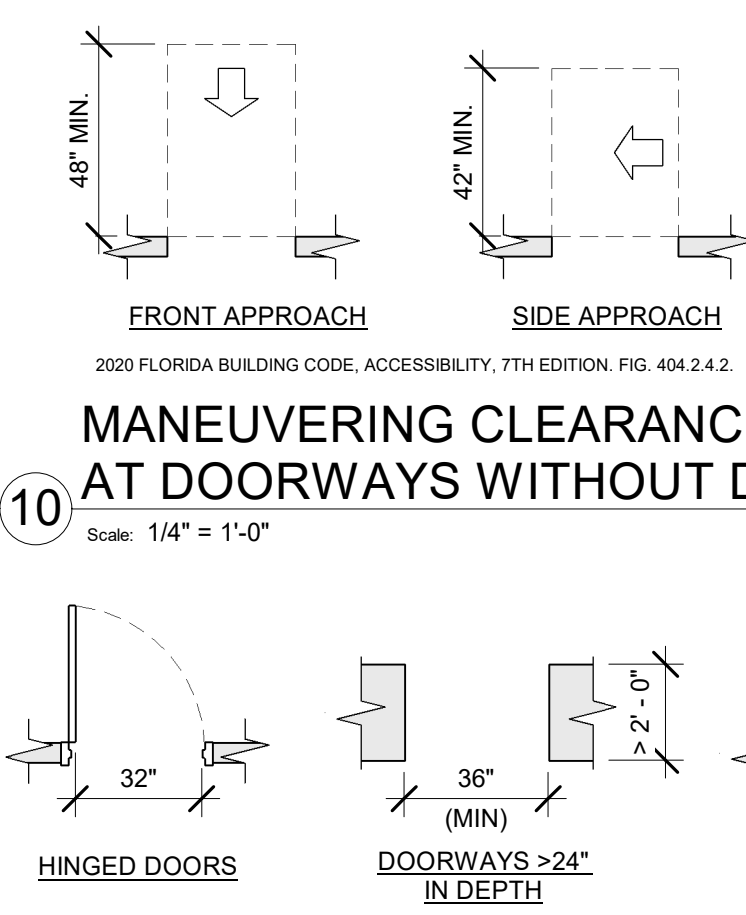 48" MIN.
42" MIN.
FRONT APPROACH
SIDE APPROACH
2020 FLORIDA BUILDING CODE, ACCESSIBILITY, 7TH EDITION. FIG. 404.2.4.2.
MANEUVERING CLEARANC
10
AT DOORWAYS WITHOUT D
Scale: 1/4" = 1'-0"
> 2' - 0"
32"
36"
(MIN)
HINGED DOORS
DOORWAYS >24"
IN DEPTH